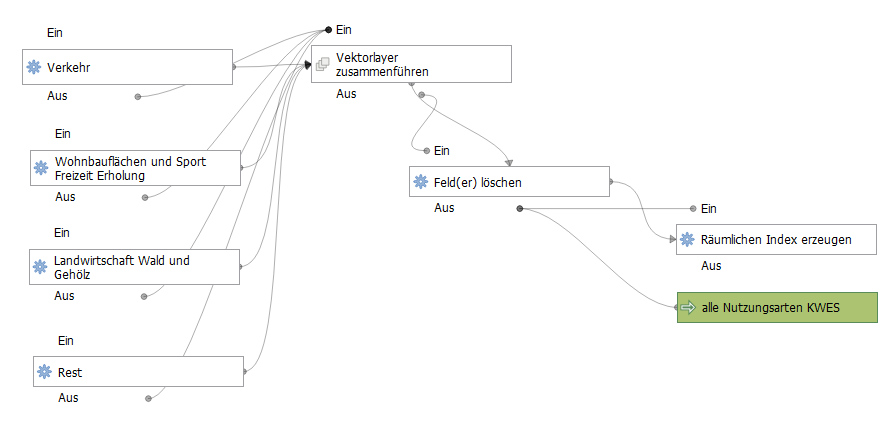 Ein
Verkehr
Aus
Ein
Wohnbauflächen und Sport
Freizeit Erholung
Aus
Ein
Landwirtschaft Wald und
Gehölz
Aus
Ein
Rest
Aus
Ein
Vektorlayer
zusammenführen
Aus
Ein
Feld(er) löschen
Aus
Ein
Räumlichen Index erzeugen
Aus
alle Nutzungsarten KWES